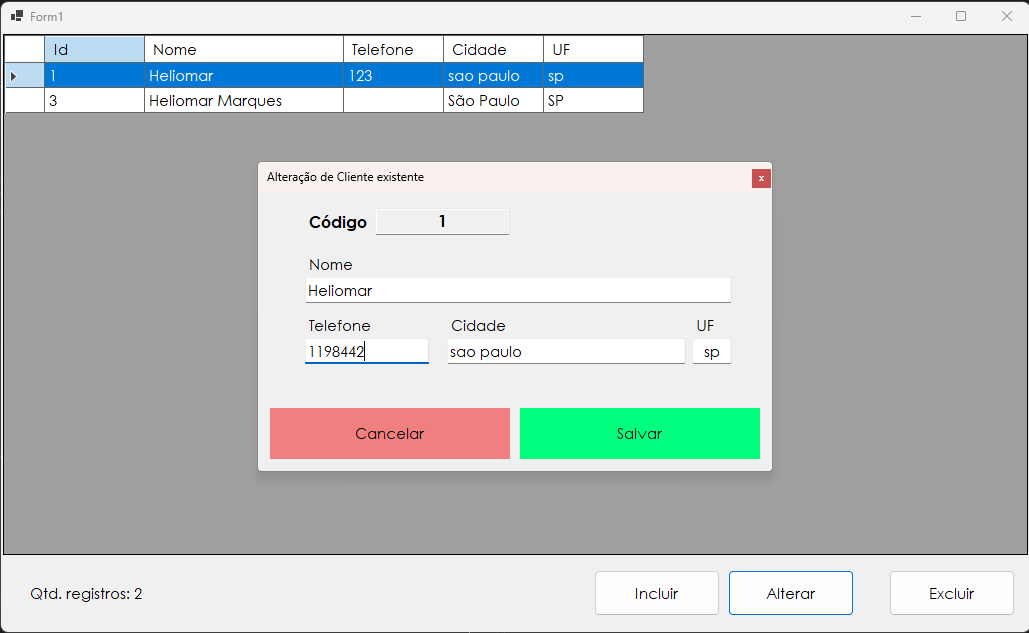 Form1
Id Nome Telefone Cidade UF
1 Heliomar 123 sao paulo sp
3 Heliomar Marques São Paulo SP
Alteração de Cliente existente x
Código 1
Nome
Heliomar
Telefone Cidade UF
1198442 sao paulo sp
Cancelar Salvar
Qtd. registros: 2 Incluir Alterar Excluir